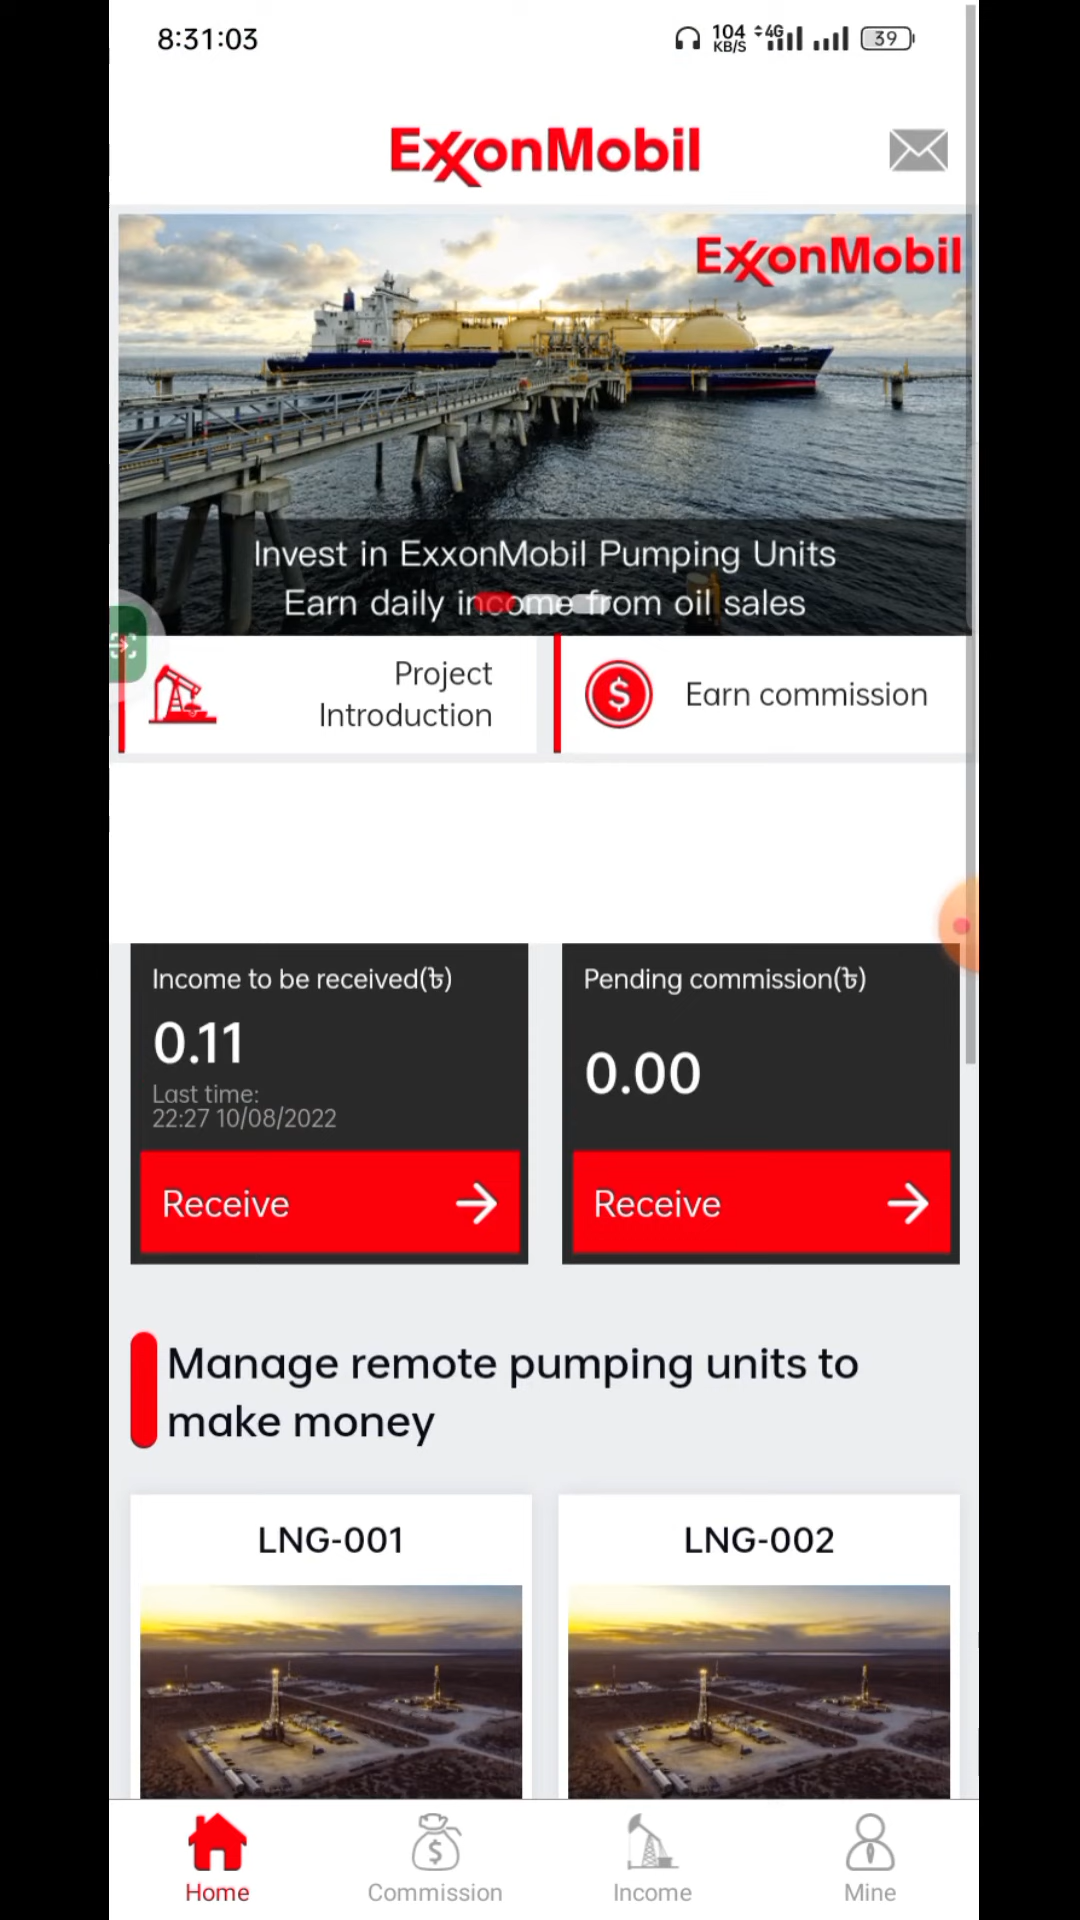 8:31:03
104 KB/S 4G 39
ExxonMobil
ExxonMobil
Invest in ExxonMobil Pumping Units
Earn daily income from oil sales
Project
Introduction
Earn commission
Income to be received(৳)
0.11
Last time:
22:27 10/08/2022
Receive
Pending commission(৳)
0.00
Receive
Manage remote pumping units to
make money
LNG-001
LNG-002
Home
Commission
Income
Mine